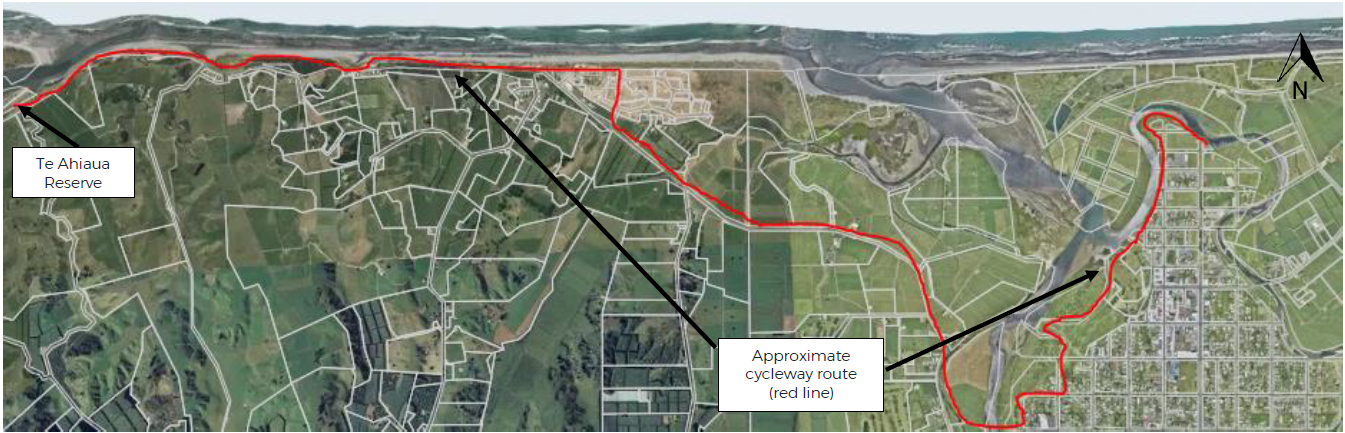 N
Te Ahiaua
Reserve
Approximate
cycleway route
(red line)